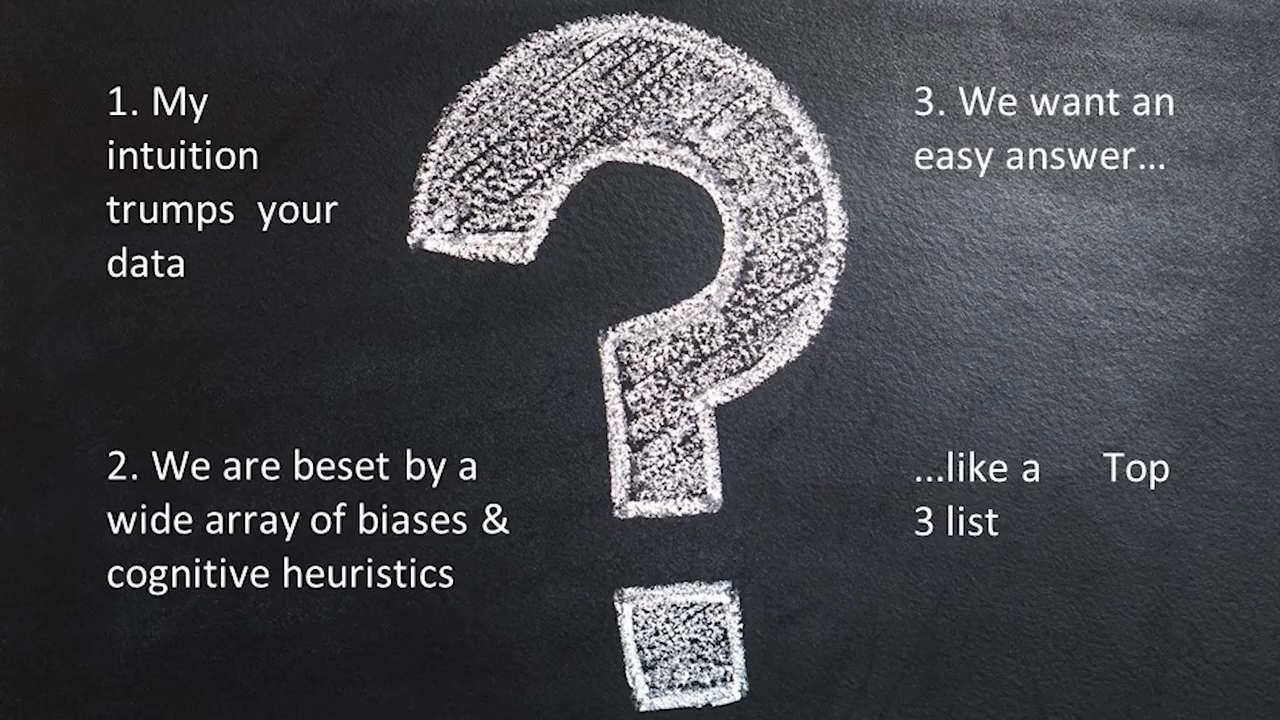 1. My
intuition
trumps your
data
2. We are beset by a
wide array of biases &
cognitive heuristics
3. We want an
easy answer...
...like a Top
3 list